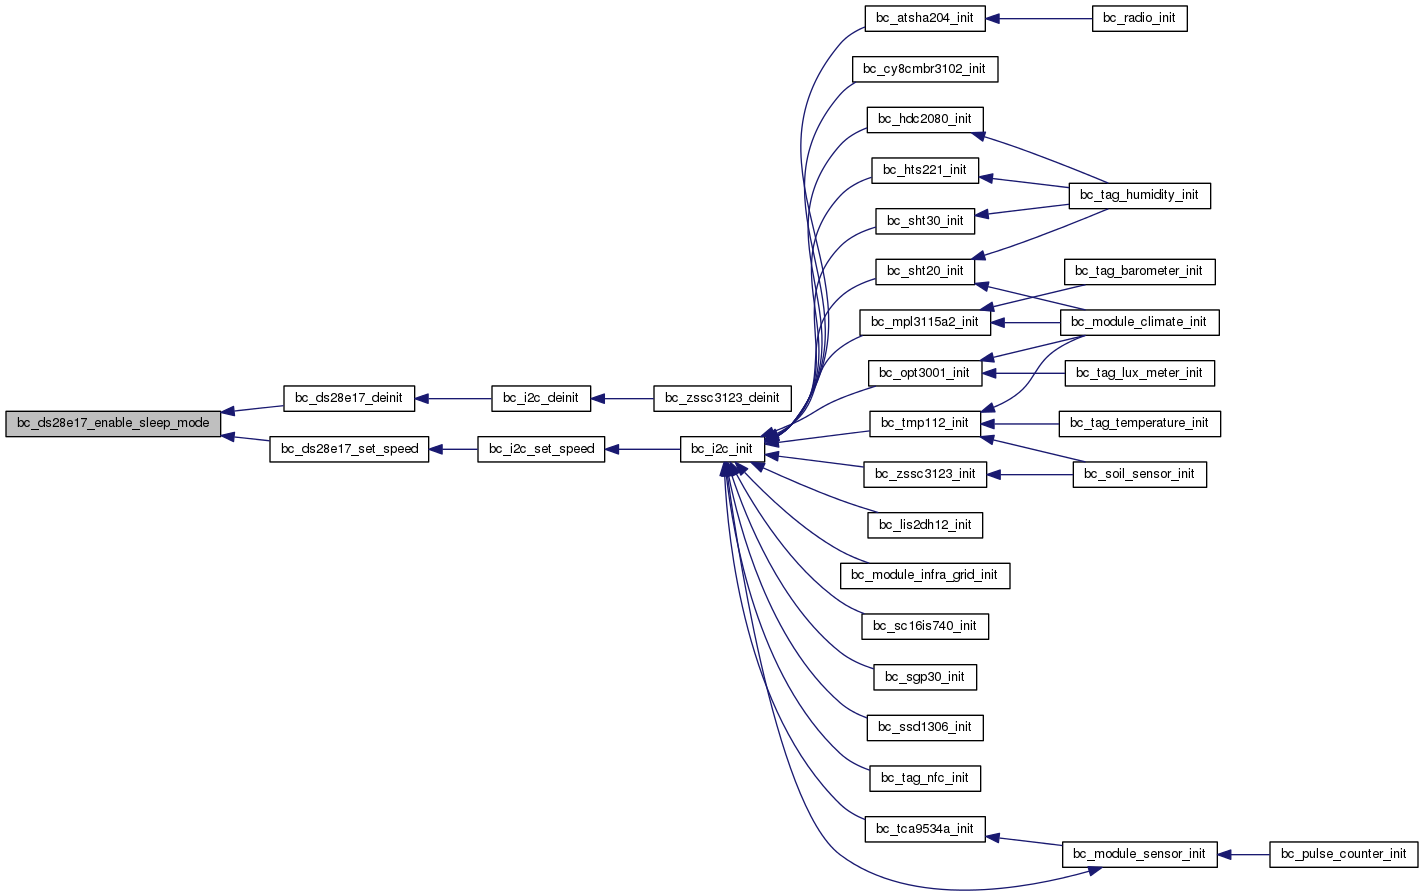 bc_ds28e17_enable_sleep_mode
bc_ds28e17_deinit
bc_i2c_deinit
bc_zssc3123_deinit
bc_ds28e17_set_speed
bc_i2c_set_speed
bc_i2c_init
bc_atsha204_init
bc_radio_init
bc_cy8cmbr3102_init
bc_hdc2080_init
bc_hts221_init
bc_tag_humidity_init
bc_sht30_init
bc_sht20_init
bc_tag_barometer_init
bc_mpl3115a2_init
bc_module_climate_init
bc_opt3001_init
bc_tag_lux_meter_init
bc_tmp112_init
bc_tag_temperature_init
bc_zssc3123_init
bc_soil_sensor_init
bc_lis2dh12_init
bc_module_infra_grid_init
bc_sc16is740_init
bc_sgp30_init
bc_ssd1306_init
bc_tag_nfc_init
bc_tca9534a_init
bc_module_sensor_init
bc_pulse_counter_init